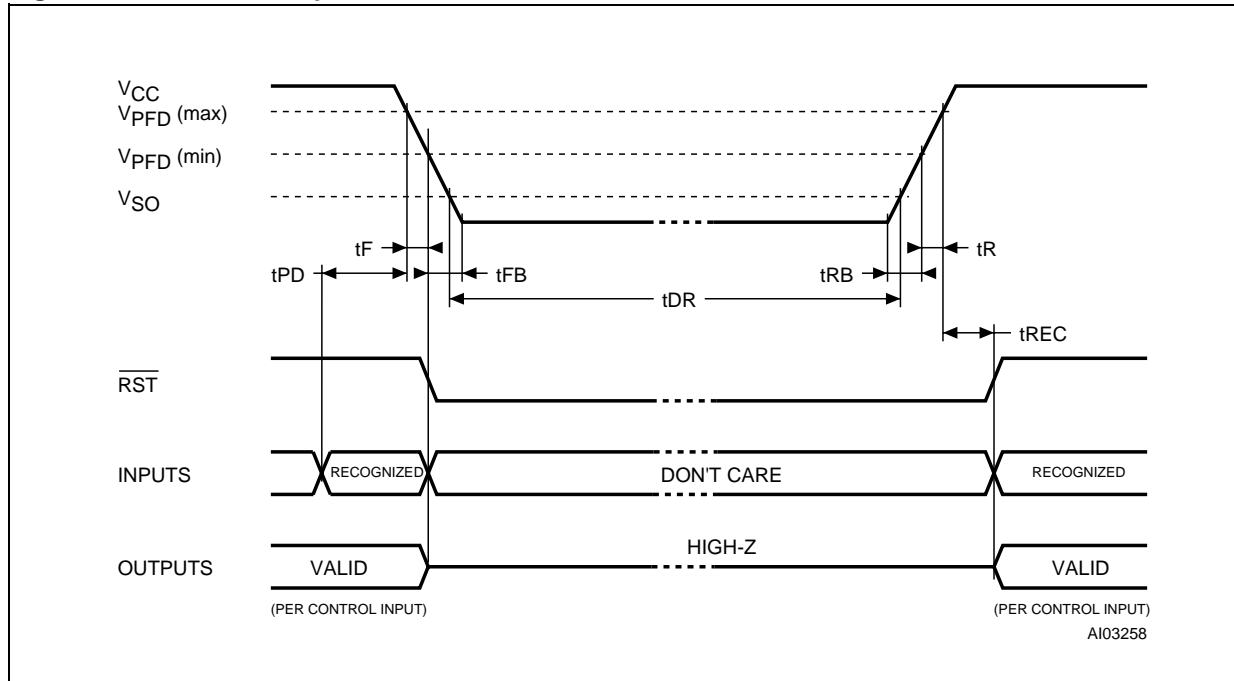 VCC
VPFD (max)
VPFD (min)
VSO
tF
tR
tPD
tFB
tRB
tDR
tREC
RST
INPUTS
RECOGNIZED
DON'T CARE
RECOGNIZED
HIGH-Z
OUTPUTS
VALID
VALID
(PER CONTROL INPUT)
(PER CONTROL INPUT)
AI03258